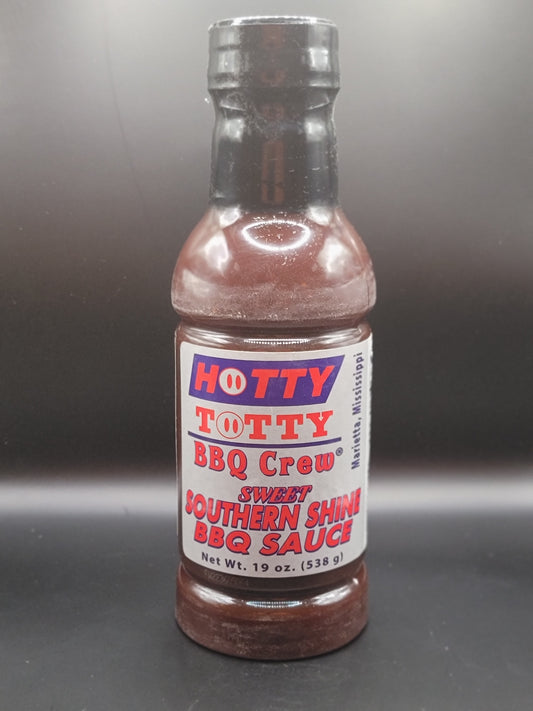 HOTTY
TOTTY
BBQ Crew®
SWEET
SOUTHERN SHINE
BBQ SAUCE
Net Wt. 19 oz. (538 g)
Marietta, Mississippi